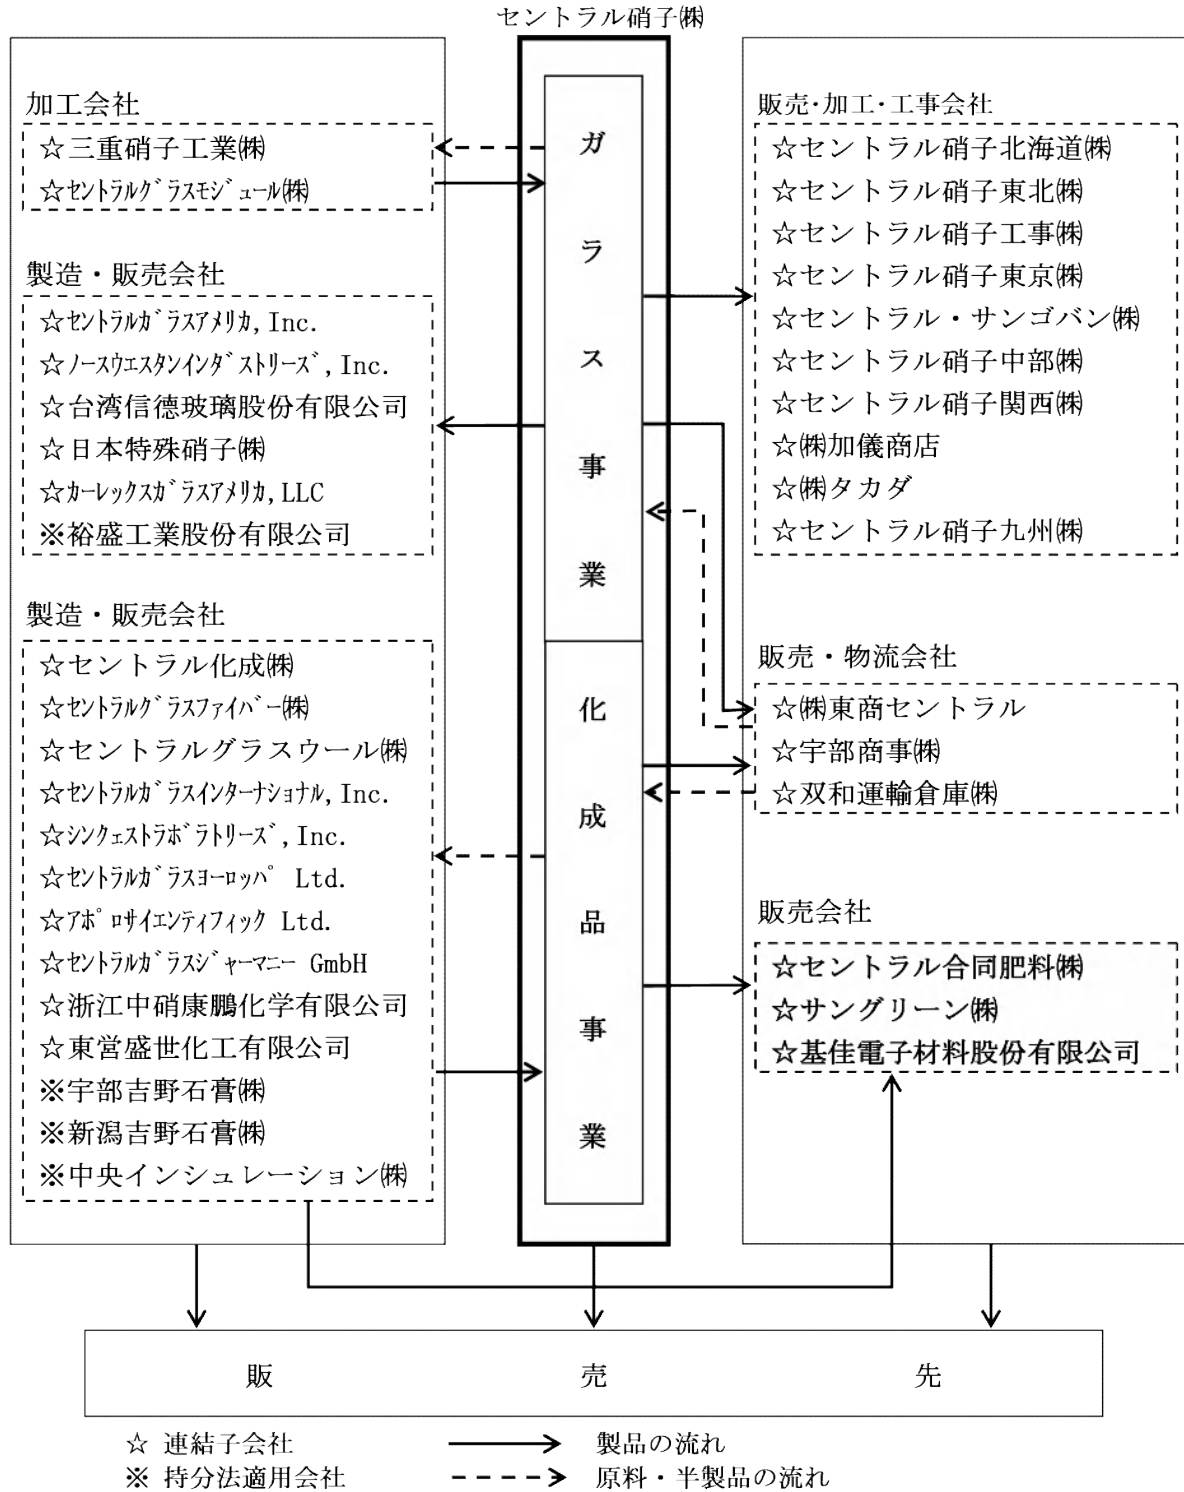 セントラル硝子㈱
加工会社
☆三重硝子工業㈱
☆ｾﾝﾄﾗﾙｸﾞﾗｽﾓｼﾞｭｰﾙ㈱
製造・販売会社
☆ｾﾝﾄﾗﾙｶﾞﾗｽｱﾒﾘｶ,Inc.
☆ﾉｰｽｳｴｽﾀﾝｲﾝﾀﾞｽﾄﾘｰｽﾞ,Inc.
☆台湾信德玻璃股份有限公司
☆日本特殊硝子㈱
☆ｶｰﾚｯｸｽｶﾞﾗｽｱﾒﾘｶ,LLC
※裕盛工業股份有限公司
製造・販売会社
☆セントラル化成㈱
☆ｾﾝﾄﾗﾙｸﾞﾗｽﾌｧｲﾊﾞｰ㈱
☆セントラルグラスウール㈱
☆ｾﾝﾄﾗﾙｶﾞﾗｽｲﾝﾀｰﾅｼｮﾅﾙ,Inc.
☆ｼﾝｸｪｽﾄﾗﾎﾞﾗﾄﾘｰｽﾞ,Inc.
☆ｾﾝﾄﾗﾙｶﾞﾗｽﾖｰﾛｯﾊﾟ Ltd.
☆ｱﾎﾟﾛｻｲｴﾝﾃｨﾌｨｯｸ Ltd.
☆ｾﾝﾄﾗﾙｶﾞﾗｽｼﾞｬｰﾏﾆｰ GmbH
☆浙江中硝康鵬化学有限公司
☆東営盛世化工有限公司
※宇部吉野石膏㈱
※新潟吉野石膏㈱
※中央インシュレーション㈱
ガラス事業
化成品事業
販売・加工・工事会社
☆セントラル硝子北海道㈱
☆セントラル硝子東北㈱
☆セントラル硝子工事㈱
☆セントラル硝子東京㈱
☆セントラル・サンゴバン㈱
☆セントラル硝子中部㈱
☆セントラル硝子関西㈱
☆㈱加儀商店
☆㈱タカダ
☆セントラル硝子九州㈱
販売・物流会社
☆㈱東商セントラル
☆宇部商事㈱
☆双和運輸倉庫㈱
販売会社
☆セントラル合同肥料㈱
☆サングリーン㈱
☆基佳電子材料股份有限公司
販売先
☆ 連結子会社
製品の流れ
※ 持分法適用会社
原料・半製品の流れ